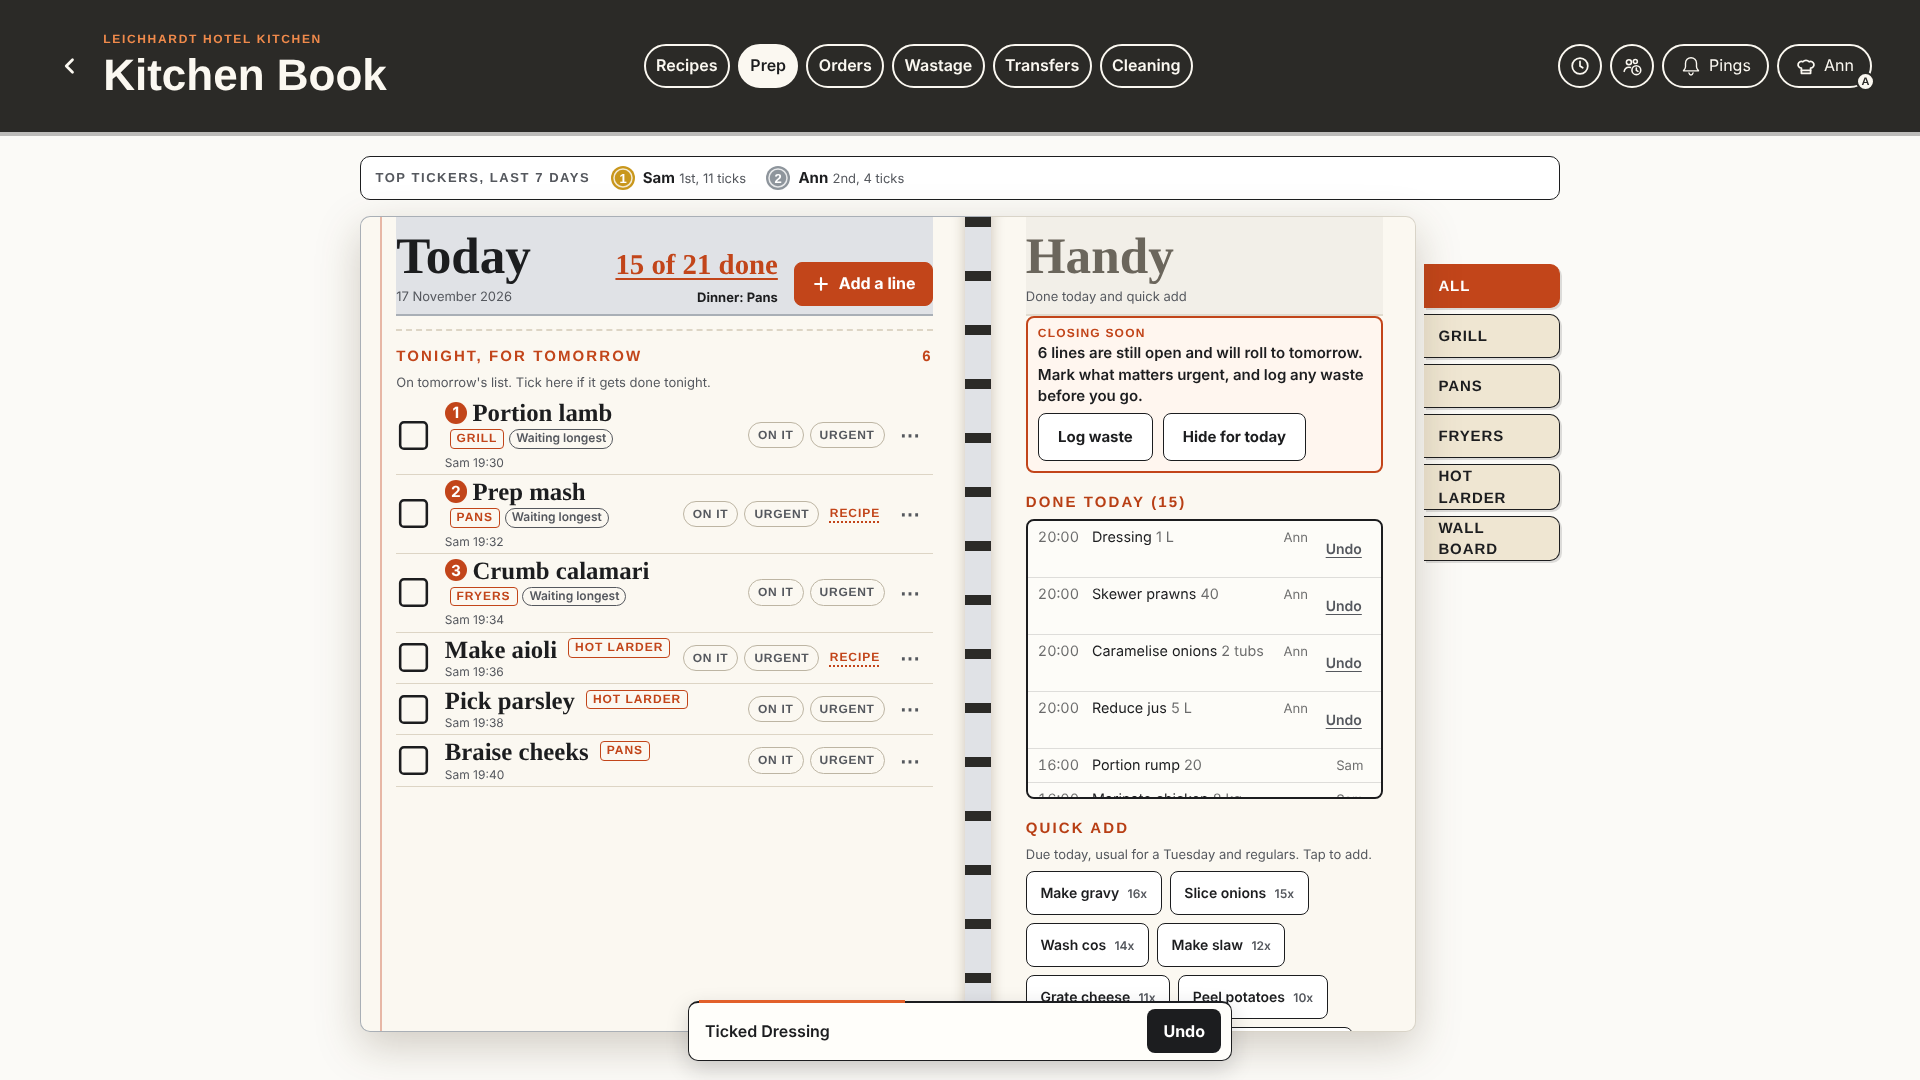 LEICHHARDT HOTEL KITCHEN
Kitchen Book
Recipes
Prep
Orders
Wastage
Transfers
Cleaning
Pings
Ann
A
TOP TICKERS, LAST 7 DAYS
1 Sam 1st, 11 ticks
2 Ann 2nd, 4 ticks
Today
17 November 2026
15 of 21 done
Dinner: Pans
+ Add a line
TONIGHT, FOR TOMORROW 6
On tomorrow's list. Tick here if it gets done tonight.
1 Portion lamb
GRILL Waiting longest
Sam 19:30
ON IT URGENT ...
2 Prep mash
PANS Waiting longest
Sam 19:32
ON IT URGENT RECIPE ...
3 Crumb calamari
FRYERS Waiting longest
Sam 19:34
ON IT URGENT ...
Make aioli HOT LARDER
Sam 19:36
ON IT URGENT RECIPE ...
Pick parsley HOT LARDER
Sam 19:38
ON IT URGENT ...
Braise cheeks PANS
Sam 19:40
ON IT URGENT ...
Handy
Done today and quick add
CLOSING SOON
6 lines are still open and will roll to tomorrow.
Mark what matters urgent, and log any waste
before you go.
Log waste
Hide for today
DONE TODAY (15)
20:00 Dressing 1 L Ann Undo
20:00 Skewer prawns 40 Ann Undo
20:00 Caramelise onions 2 tubs Ann Undo
20:00 Reduce jus 5 L Ann Undo
16:00 Portion rump 20 Sam
QUICK ADD
Due today, usual for a Tuesday and regulars. Tap to add.
Make gravy 16x
Slice onions 15x
Wash cos 14x
Make slaw 12x
Grate cheese 11x
Peel potatoes 10x
ALL
GRILL
PANS
FRYERS
HOT
LARDER
WALL
BOARD
Ticked Dressing
Undo